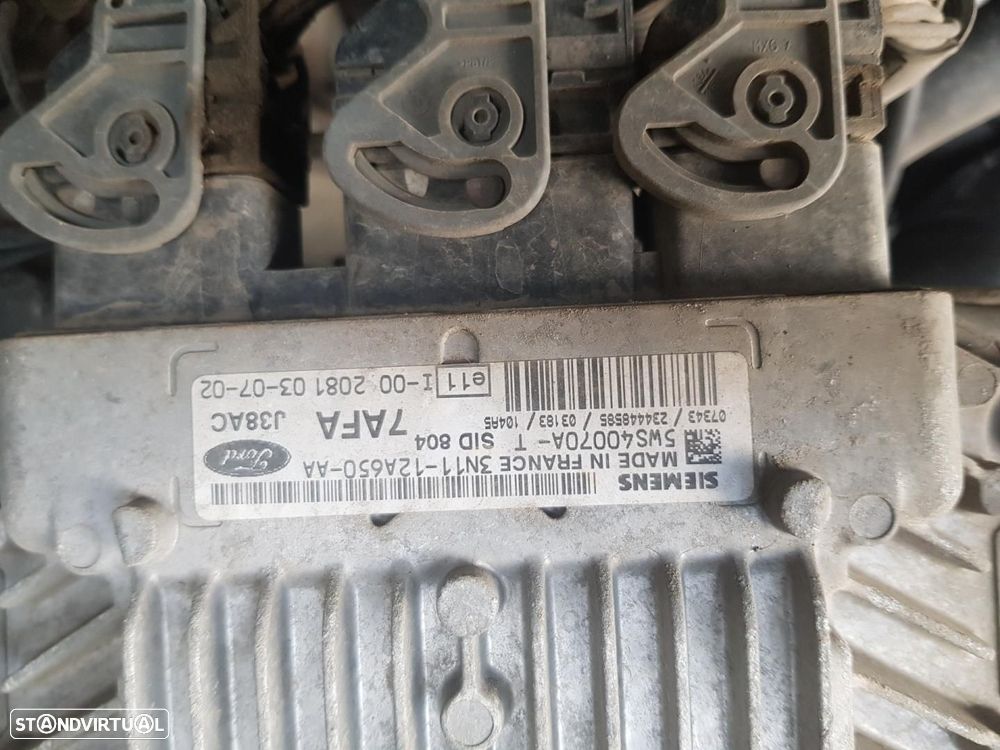 SIEMENS
MADE IN FRANCE 3N11-12A650-AA
5WS40070A-T SID 804
Ford
07343 / 234448585 / 03183 / 104A5
7AFA J38AC
e11 I-00 2081 03-07-02
STANDVIRTUAL